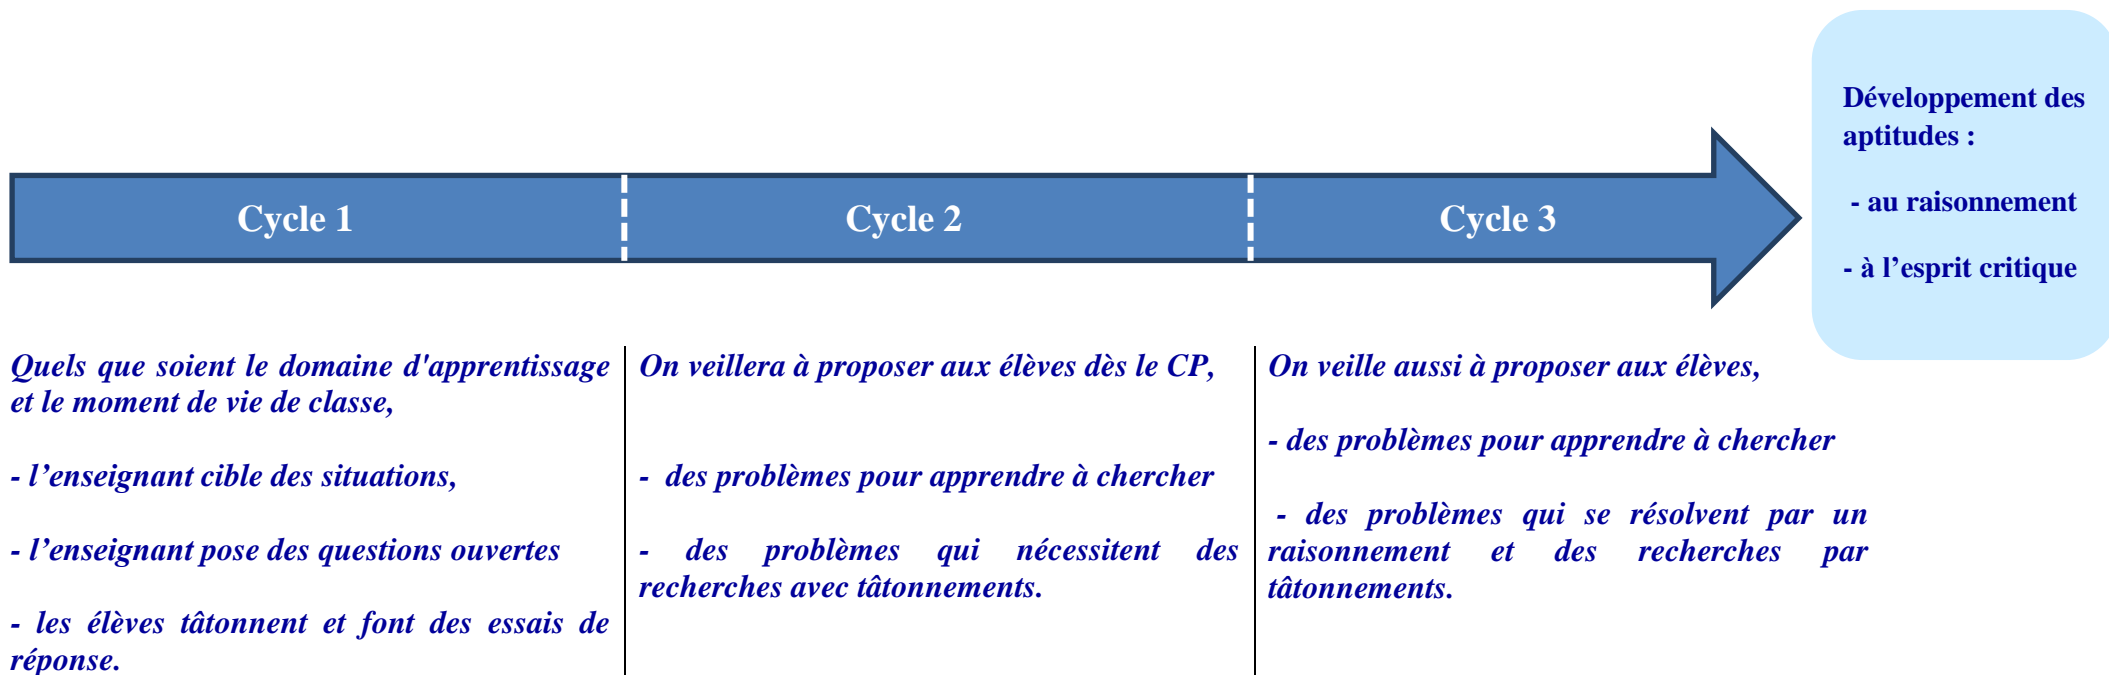 Développement des
aptitudes :
- au raisonnement
- à l’esprit critique
Cycle 1
Cycle 2
Cycle 3
Quels que soient le domaine d'apprentissage
et le moment de vie de classe,
- l’enseignant cible des situations,
- l’enseignant pose des questions ouvertes
- les élèves tâtonnent et font des essais de
réponse.
On veillera à proposer aux élèves dès le CP,
- des problèmes pour apprendre à chercher
- des problèmes qui nécessitent des
recherches avec tâtonnements.
On veille aussi à proposer aux élèves,
- des problèmes pour apprendre à chercher
- des problèmes qui se résolvent par un
raisonnement et des recherches par
tâtonnements.